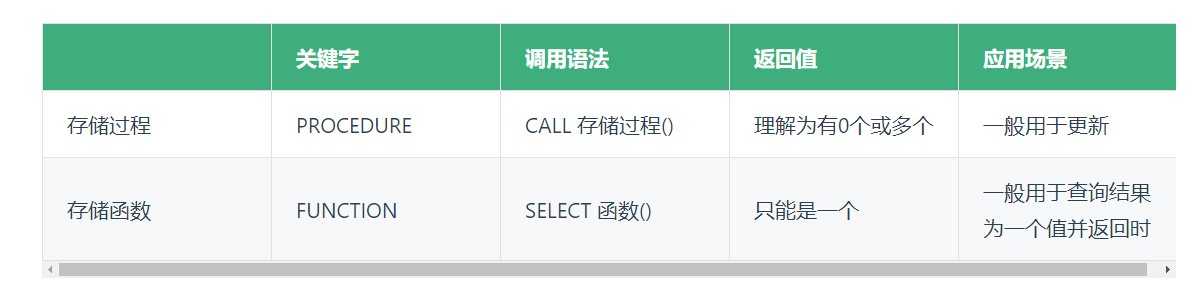 关键字 调用语法 返回值 应用场景
存储过程 PROCEDURE CALL 存储过程() 理解为有0个或多个 一般用于更新
存储函数 FUNCTION SELECT 函数() 只能是一个 一般用于查询结果
为一个值并返回时